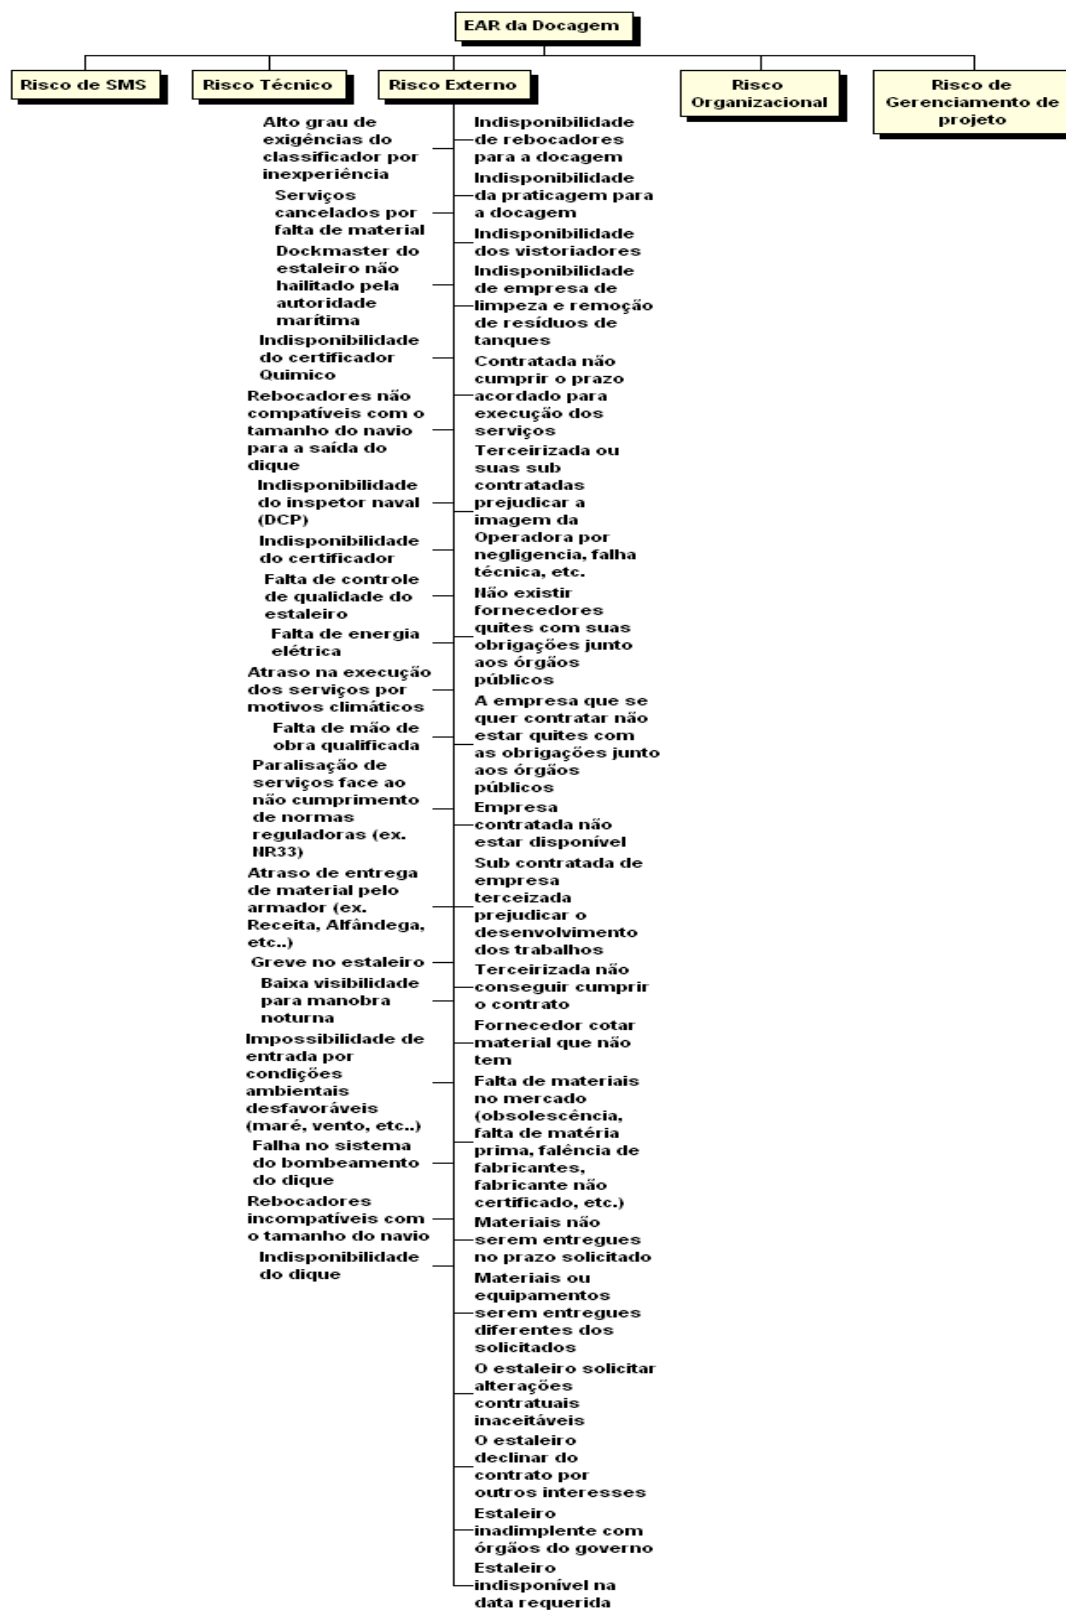 EAR da Docagem
Risco de SMS
Risco Técnico
Risco Externo
Risco
Organizacional
Risco de
Gerenciamento de
projeto
Alto grau de
exigências do
classificador por
inexperiência
Serviços
cancelados por
falta de material
Dockmaster do
estaleiro não
hailitado pela
autoridade
marítima
Indisponibilidade
do certificador
Quimico
Rebocadores não
compatíveis com o
tamanho do navio
para a saída do
dique
Indisponibilidade
do inspetor naval
(DCP)
Indisponibilidade
do certificador
Falta de controle
de qualidade do
estaleiro
Falta de energia
elétrica
Atraso na execução
dos serviços por
motivos climáticos
Falta de mão de
obra qualificada
Paralisação de
serviços face ao
não cumprimento
de normas
reguladoras (ex.
NR33)
Atraso de entrega
de material pelo
armador (ex.
Receita, Alfândega,
etc..)
Greve no estaleiro
Baixa visibilidade
para manobra
noturna
Impossibilidade de
entrada por
condições
ambientais
desfavoráveis
(maré, vento, etc..)
Falha no sistema
do bombeamento
do dique
Rebocadores
incompatíveis com
o tamanho do navio
Indisponibilidade
do dique
Indisponibilidade
de rebocadores
para a docagem
Indisponibilidade
da praticagem para
a docagem
Indisponibilidade
dos vistoriadores
Indisponibilidade
de empresa de
limpeza e remoção
de resíduos de
tanques
Contratada não
cumprir o prazo
acordado para
execução dos
serviços
Terceirizada ou
suas sub
contratadas
prejudicar a
imagem da
Operadora por
negligencia, falha
técnica, etc.
Não existir
fornecedores
quites com suas
obrigações junto
aos órgãos
públicos
A empresa que se
quer contratar não
estar quites com
as obrigações junto
aos órgãos
públicos
Empresa
contratada não
estar disponível
Sub contratada de
empresa
terceizada
prejudicar o
desenvolvimento
dos trabalhos
Terceirizada não
conseguir cumprir
o contrato
Fornecedor cotar
material que não
tem
Falta de materiais
no mercado
(obsolescência,
falta de matéria
prima, falência de
fabricantes,
fabricante não
certificado, etc.)
Materiais não
serem entregues
no prazo solicitado
Materiais ou
equipamentos
serem entregues
diferentes dos
solicitados
O estaleiro solicitar
alterações
contratuais
inaceitáveis
O estaleiro
declinar do
contrato por
outros interesses
Estaleiro
inadimplente com
órgãos do governo
Estaleiro
indisponível na
data requerida